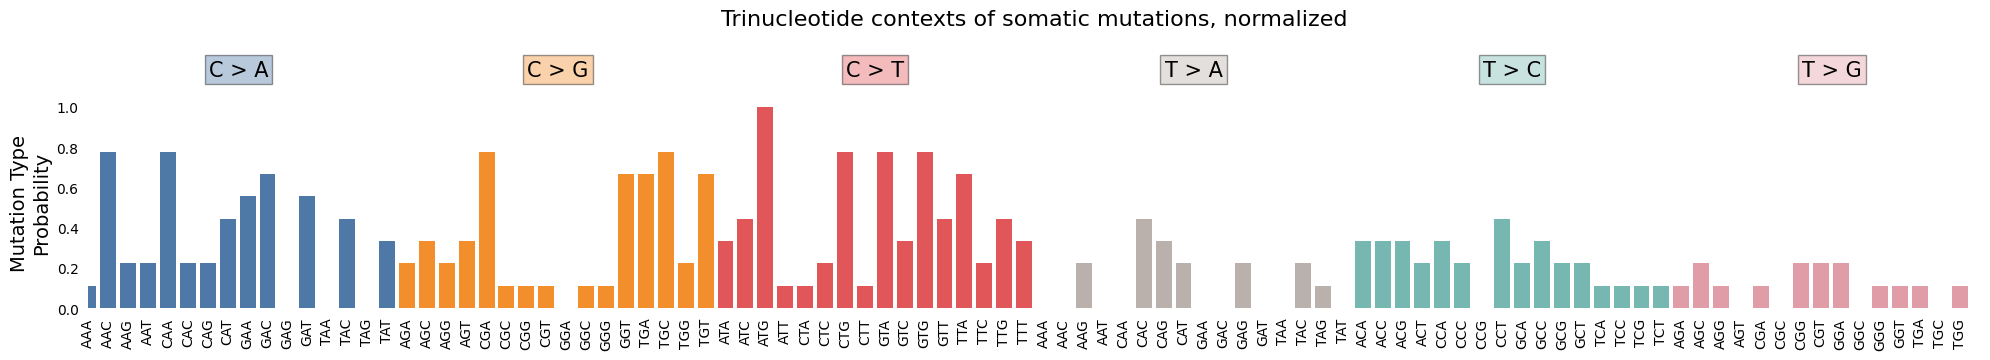 Trinucleotide contexts of somatic mutations, normalized
C > A
C > G
C > T
T > A
T > C
T > G
Mutation Type
Probability
1.0
0.8
0.6
0.4
0.2
0.0
AAA
AAC
AAG
AAT
CAA
CAC
CAG
CAT
GAA
GAC
GAG
GAT
TAA
TAC
TAG
TAT
AGA
AGC
AGG
AGT
CGA
CGC
CGG
CGT
GGA
GGC
GGG
GGT
TGA
TGC
TGG
TGT
ATA
ATC
ATG
ATT
CTA
CTC
CTG
CTT
GTA
GTC
GTG
GTT
TTA
TTC
TTG
TTT
AAA
AAC
AAG
AAT
CAA
CAC
CAG
CAT
GAA
GAC
GAG
GAT
TAA
TAC
TAG
TAT
ACA
ACC
ACG
ACT
CCA
CCC
CCG
CCT
GCA
GCC
GCG
GCT
TCA
TCC
TCG
TCT
AGA
AGC
AGG
AGT
CGA
CGC
CGG
CGT
GGA
GGC
GGG
GGT
TGA
TGC
TGG